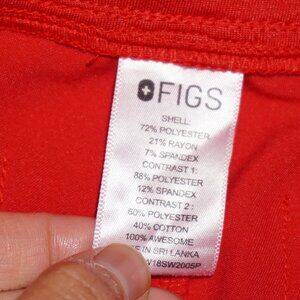 FIGS
SHELL:
72% POLYESTER
21% RAYON
7% SPANDEX
CONTRAST 1:
88% POLYESTER
12% SPANDEX
CONTRAST 2:
60% POLYESTER
40% COTTON
100% AWESOME
IN SRI LANKA
W18SW2005P